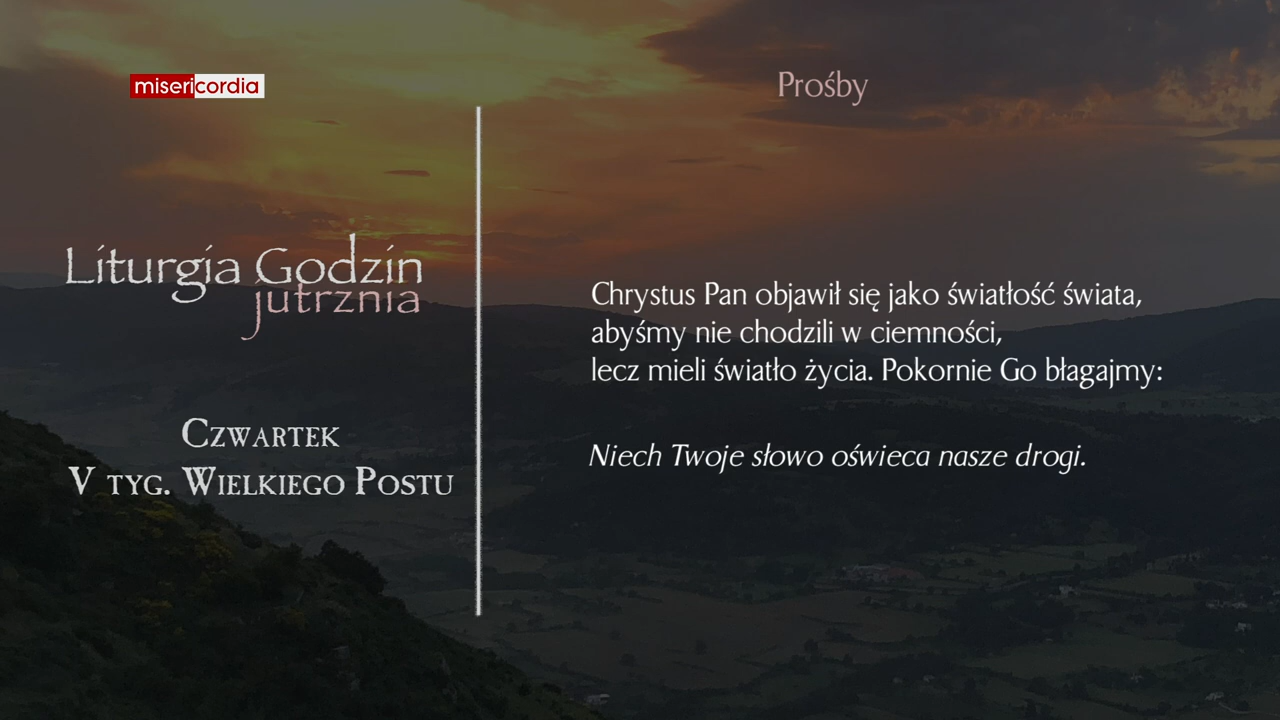 misericordia
Liturgia Godzin
jutrznia
Czwartek
V tyg. Wielkiego Postu
Prośby
Chrystus Pan objawił się jako światłość świata,
abyśmy nie chodzili w ciemności,
lecz mieli światło życia. Pokornie Go błagajmy:
Niech Twoje słowo oświeca nasze drogi.